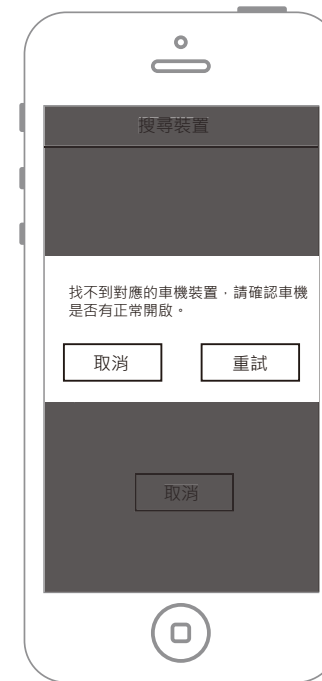 搜尋裝置
找不到對應的車機裝置，請確認車機
是否有正常開啟。
取消
重試
取消